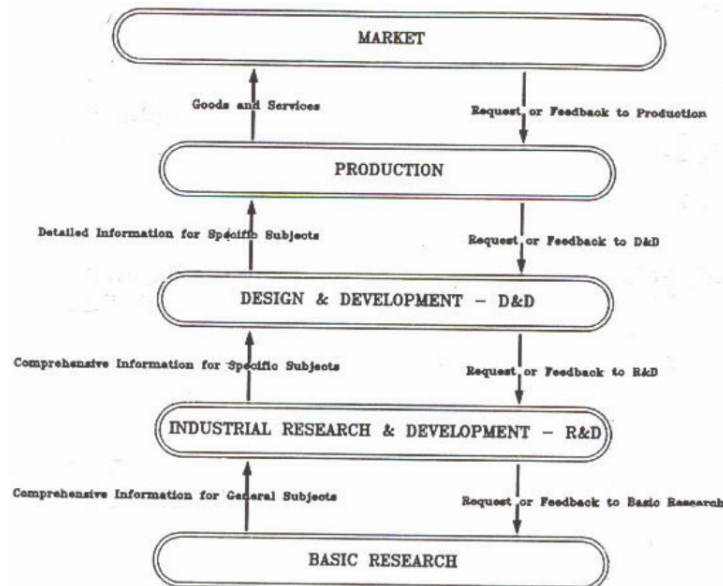 MARKET
Goods and Services
Request or Feedback to Production
PRODUCTION
Detailed Information for Specific Subjects
Request or Feedback to D&D
DESIGN & DEVELOPMENT - D&D
Comprehensive Information for Specific Subjects
Request or Feedback to R&D
INDUSTRIAL RESEARCH & DEVELOPMENT - R&D
Comprehensive Information for General Subjects
Request or Feedback to Basic Research
BASIC RESEARCH